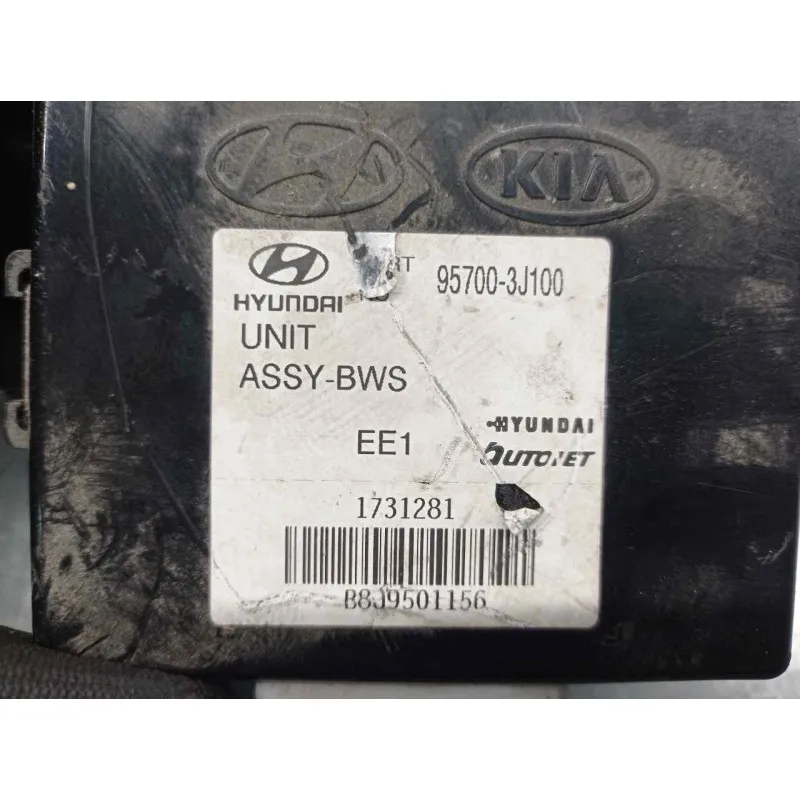 KIA
95700-3J100
HYUNDAI
UNIT
ASSY-BWS
EE1
HYUNDAI
AUTONET
1731281
B8J9501156